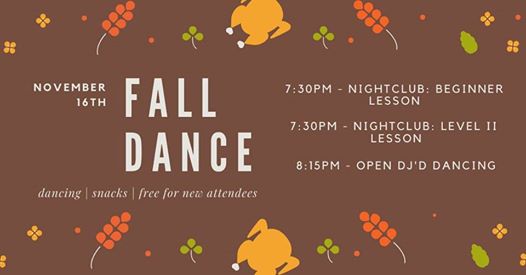 NOVEMBER
16TH
FALL
DANCE
dancing | snacks | free for new attendees
7:30PM - NIGHTCLUB: BEGINNER
LESSON
7:30PM - NIGHTCLUB: LEVEL II
LESSON
8:15PM - OPEN DJ'D DANCING